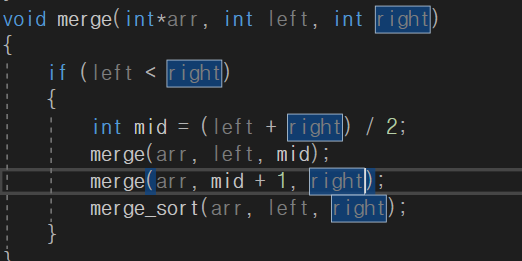 void merge(int*arr, int left, int right)
{
if (left < right)
{
int mid = (left + right) / 2;
merge(arr, left, mid);
merge(arr, mid + 1, right);
merge_sort(arr, left, right);
}